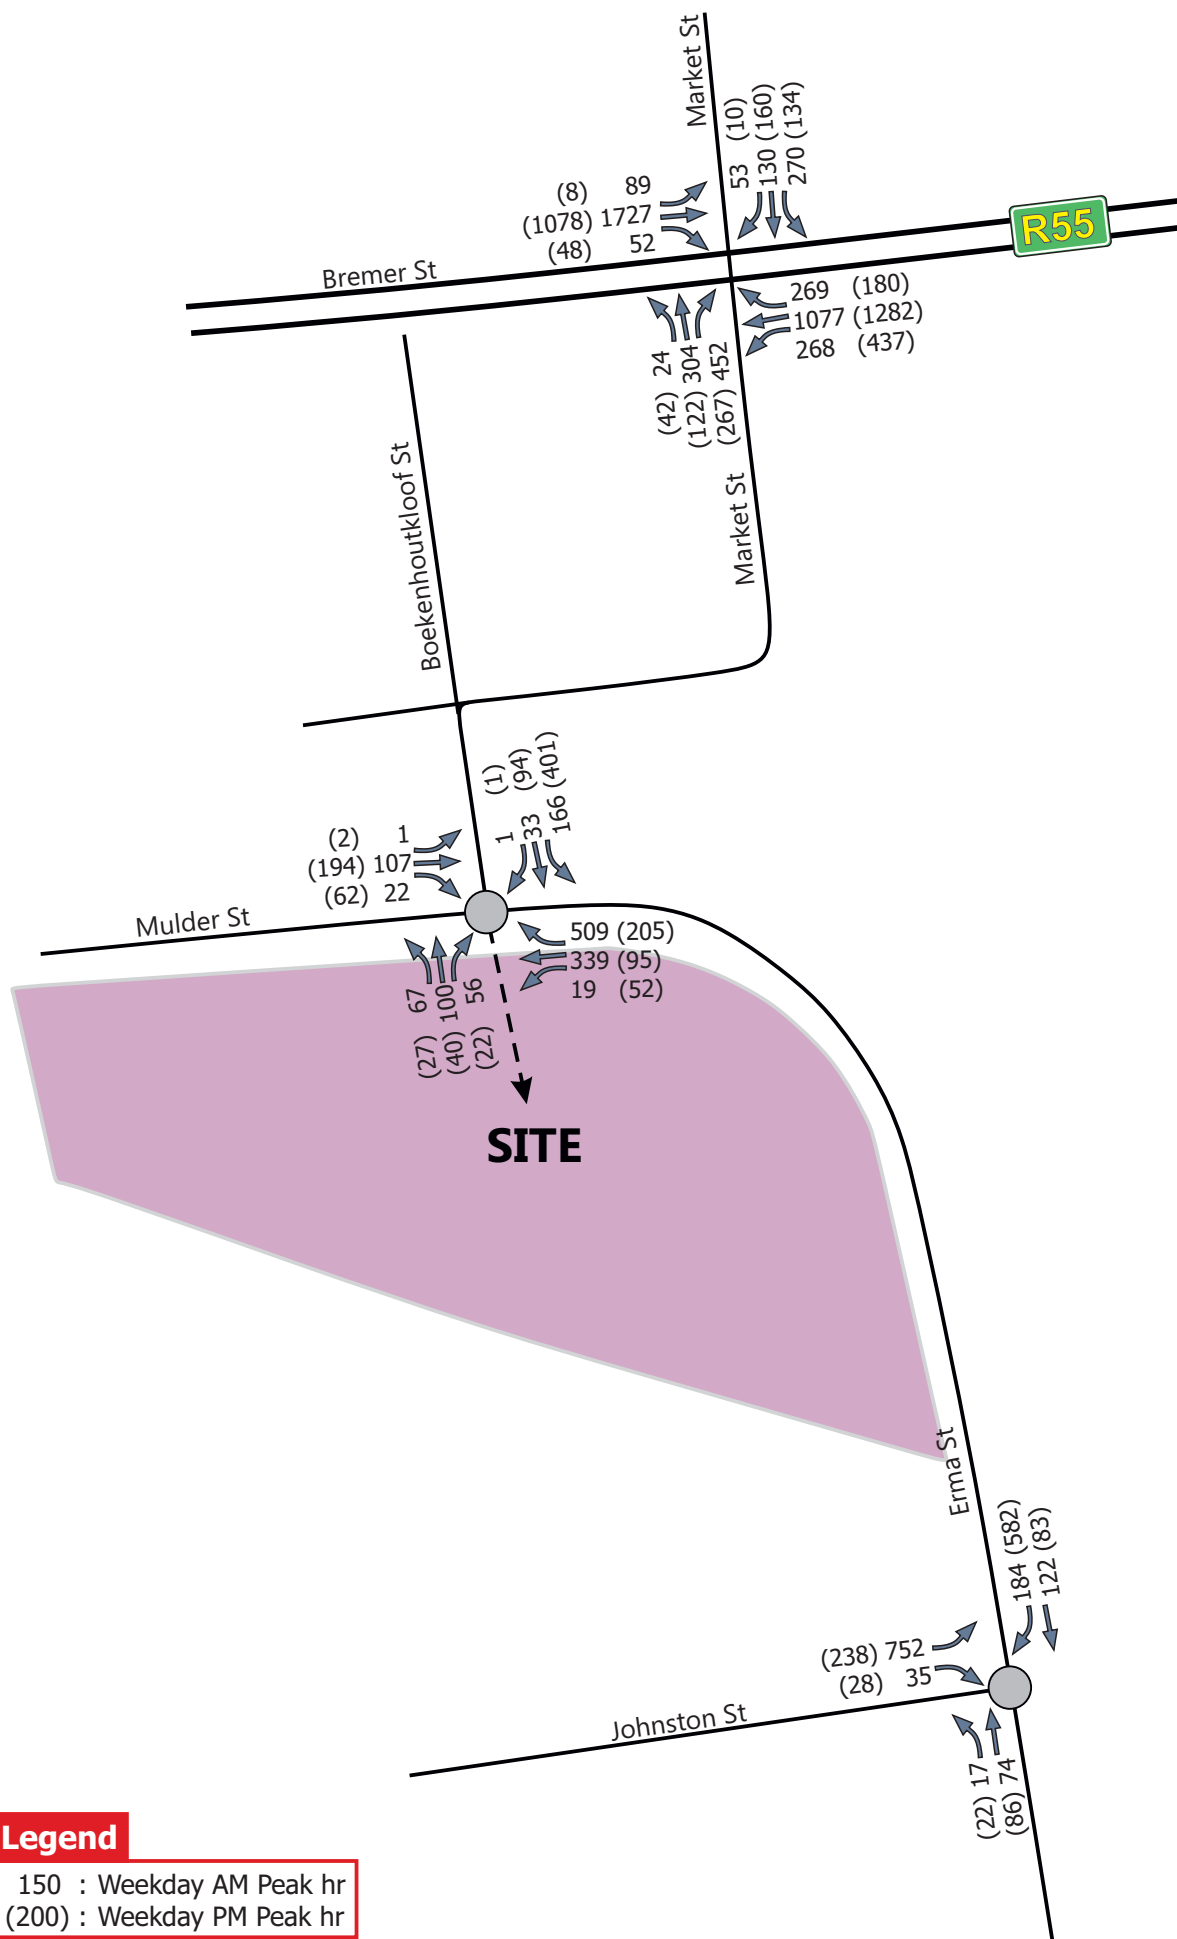 Market St
53 (10)
130 (160)
270 (134)
(8) 89
(1078) 1727
(48) 52
R55
Bremer St
269 (180)
1077 (1282)
268 (437)
(42) 24
(122) 304
(267) 452
Boekenhoutkloof St
Market St
1 (1)
33 (94)
166 (401)
(2) 1
(194) 107
(62) 22
Mulder St
509 (205)
339 (95)
19 (52)
(27) 67
(40) 100
(22) 56
SITE
Erma St
184 (582)
122 (83)
(238) 752
(28) 35
Johnston St
(22) 17
(86) 74
Legend
150 : Weekday AM Peak hr
(200) : Weekday PM Peak hr